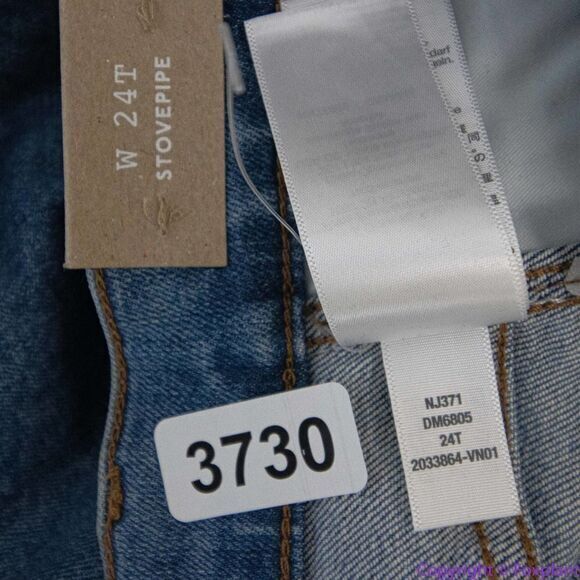 W 24T
STOVEPIPE
3730
NJ371
DM6805
24T
2033864-VN01